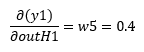 ∂(y1)/∂outH1 = w5 = 0.4